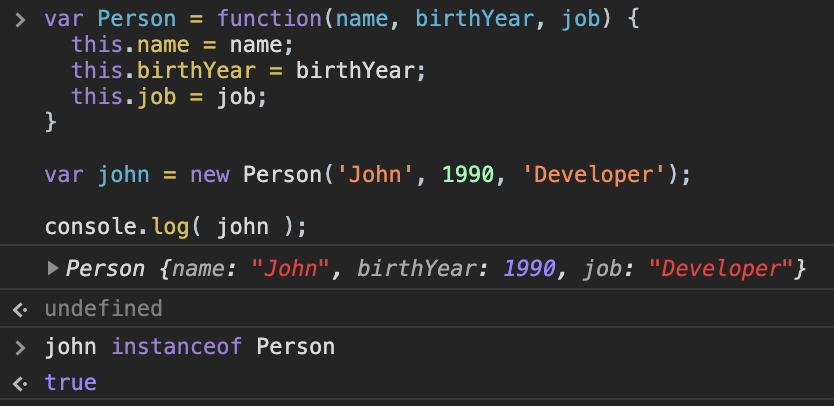 var Person = function(name, birthYear, job) {
  this.name = name;
  this.birthYear = birthYear;
  this.job = job;
}
var john = new Person('John', 1990, 'Developer');
console.log( john );
Person {name: "John", birthYear: 1990, job: "Developer"}
undefined
john instanceof Person
true